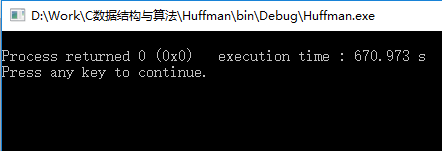 D:\Work\C数据结构与算法\Huffman\bin\Debug\Huffman.exe
Process returned 0 (0x0)   execution time : 670.973 s
Press any key to continue.